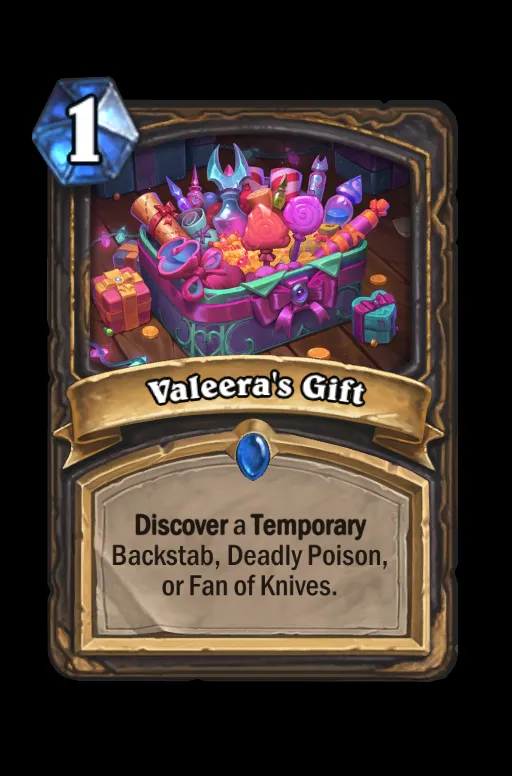 1
Valeera's Gift
Discover a Temporary
Backstab, Deadly Poison,
or Fan of Knives.